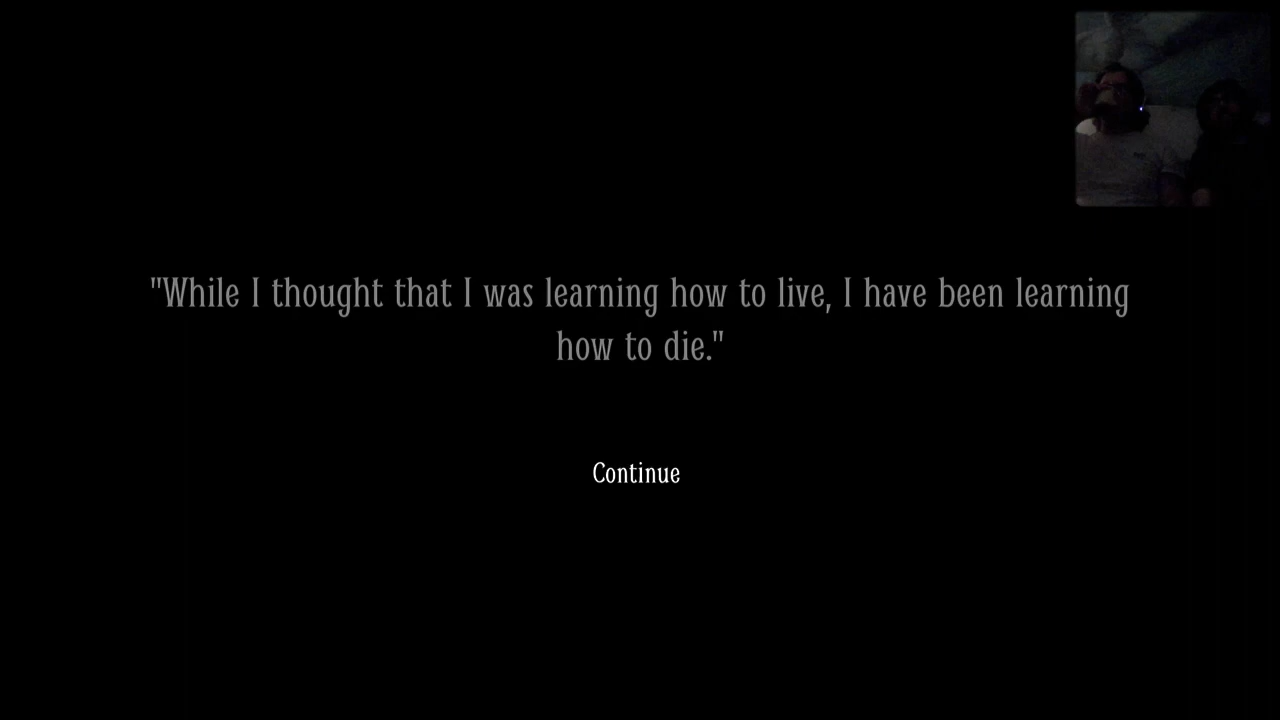 "While I thought that I was learning how to live, I have been learning
how to die."
Continue